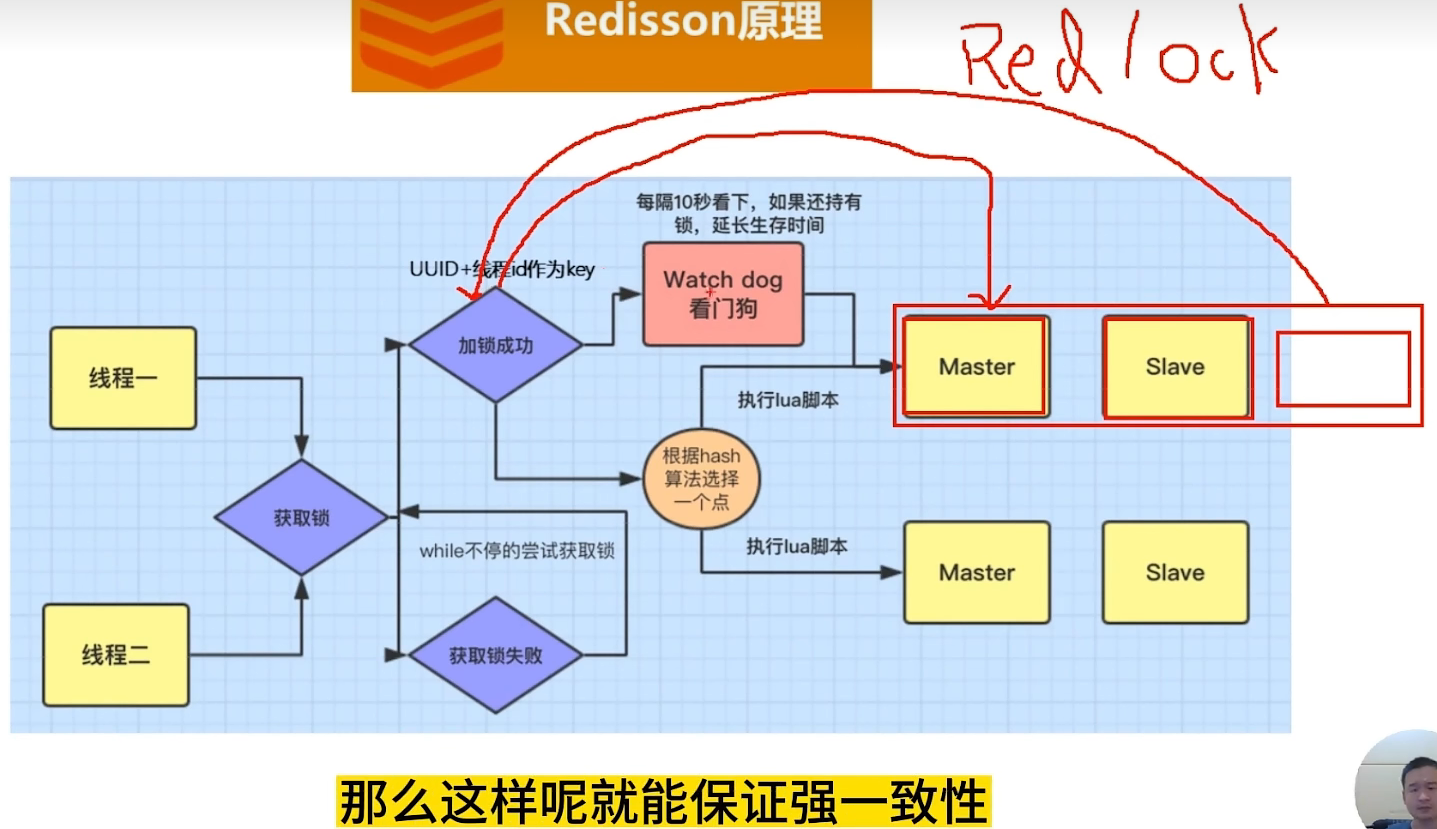 Redisson原理
Redlock
每隔10秒看下，如果还持有
锁，延长生存时间
UUID+线程id作为key
Watch dog
看门狗
加锁成功
线程一
Master
Slave
执行lua脚本
根据hash
算法选择
一个点
获取锁
while不停的尝试获取锁
执行lua脚本
Master
Slave
线程二
获取锁失败
那么这样呢就能保证强一致性